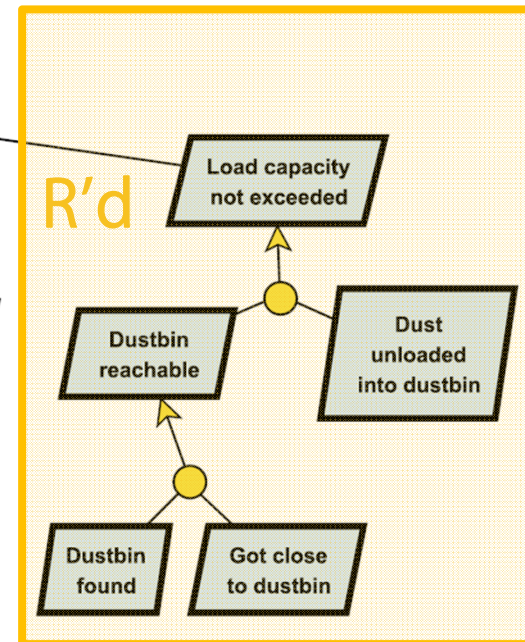 Load capacity
not exceeded
R'd
Dustbin
reachable
Dust
unloaded
into dustbin
Dustbin
found
Got close
to dustbin